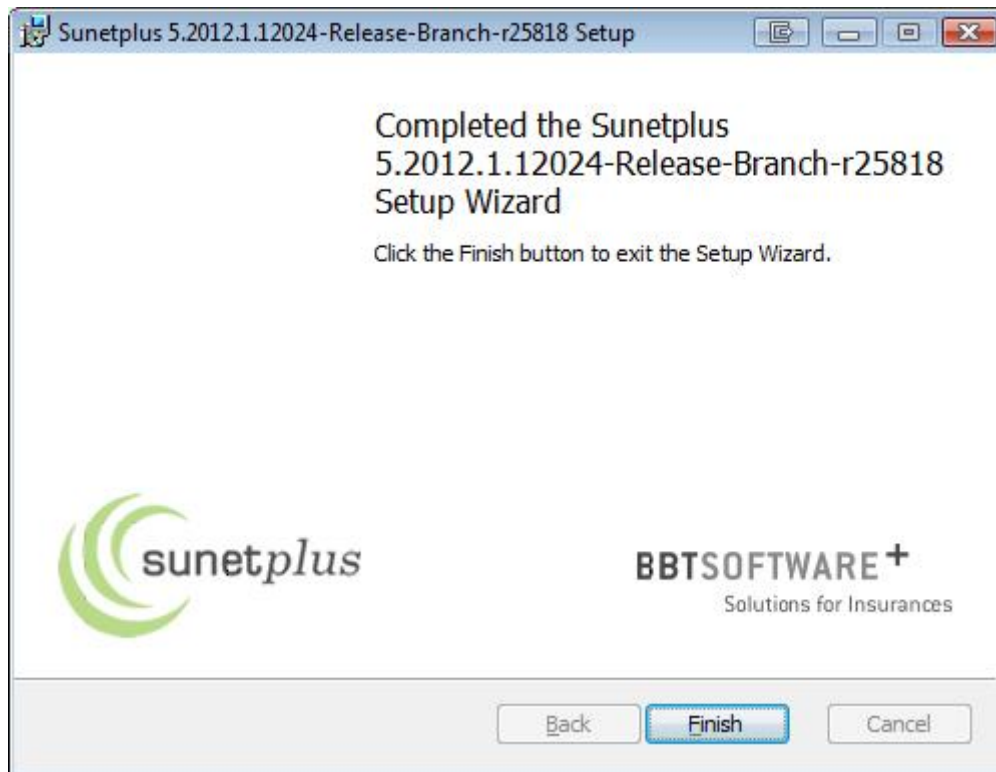 Sunetplus 5.2012.1.12024-Release-Branch-r25818 Setup
Completed the Sunetplus
5.2012.1.12024-Release-Branch-r25818
Setup Wizard
Click the Finish button to exit the Setup Wizard.
sunetplus
BBTSOFTWARE+
Solutions for Insurances
Back
Finish
Cancel